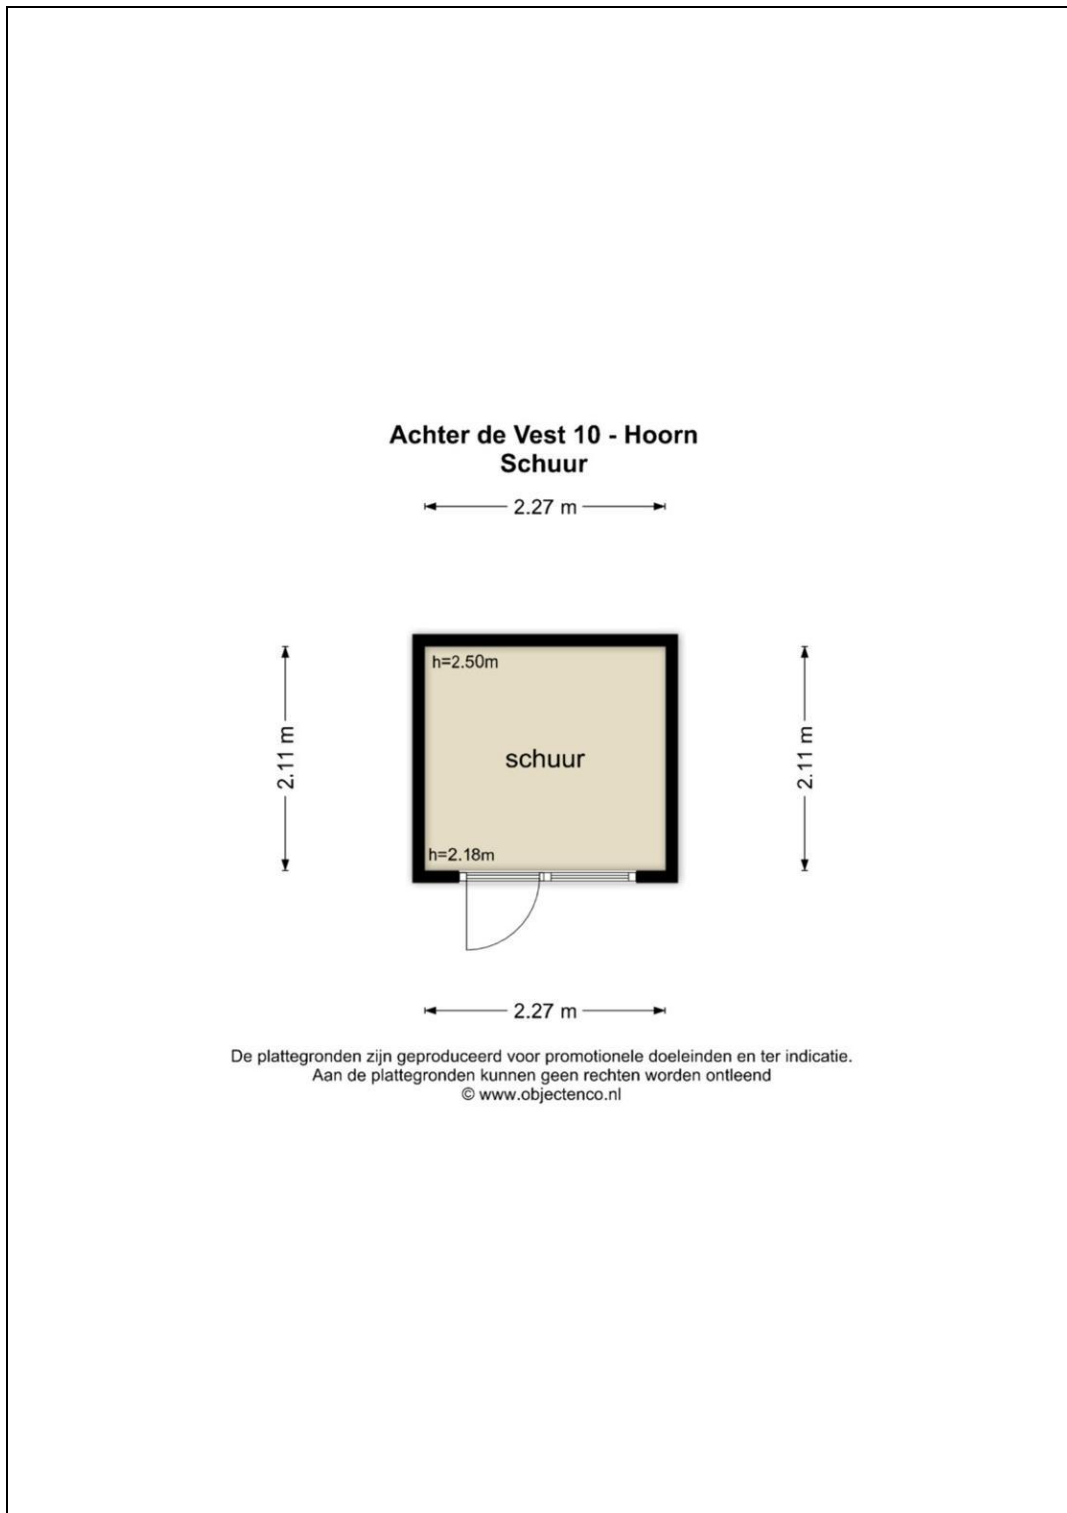 Achter de Vest 10 - Hoorn
Schuur
2.27 m
h=2.50m
2.11 m
schuur
2.11 m
h=2.18m
2.27 m
De plattegronden zijn geproduceerd voor promotionele doeleinden en ter indicatie.
Aan de plattegronden kunnen geen rechten worden ontleend
© www.objectenco.nl